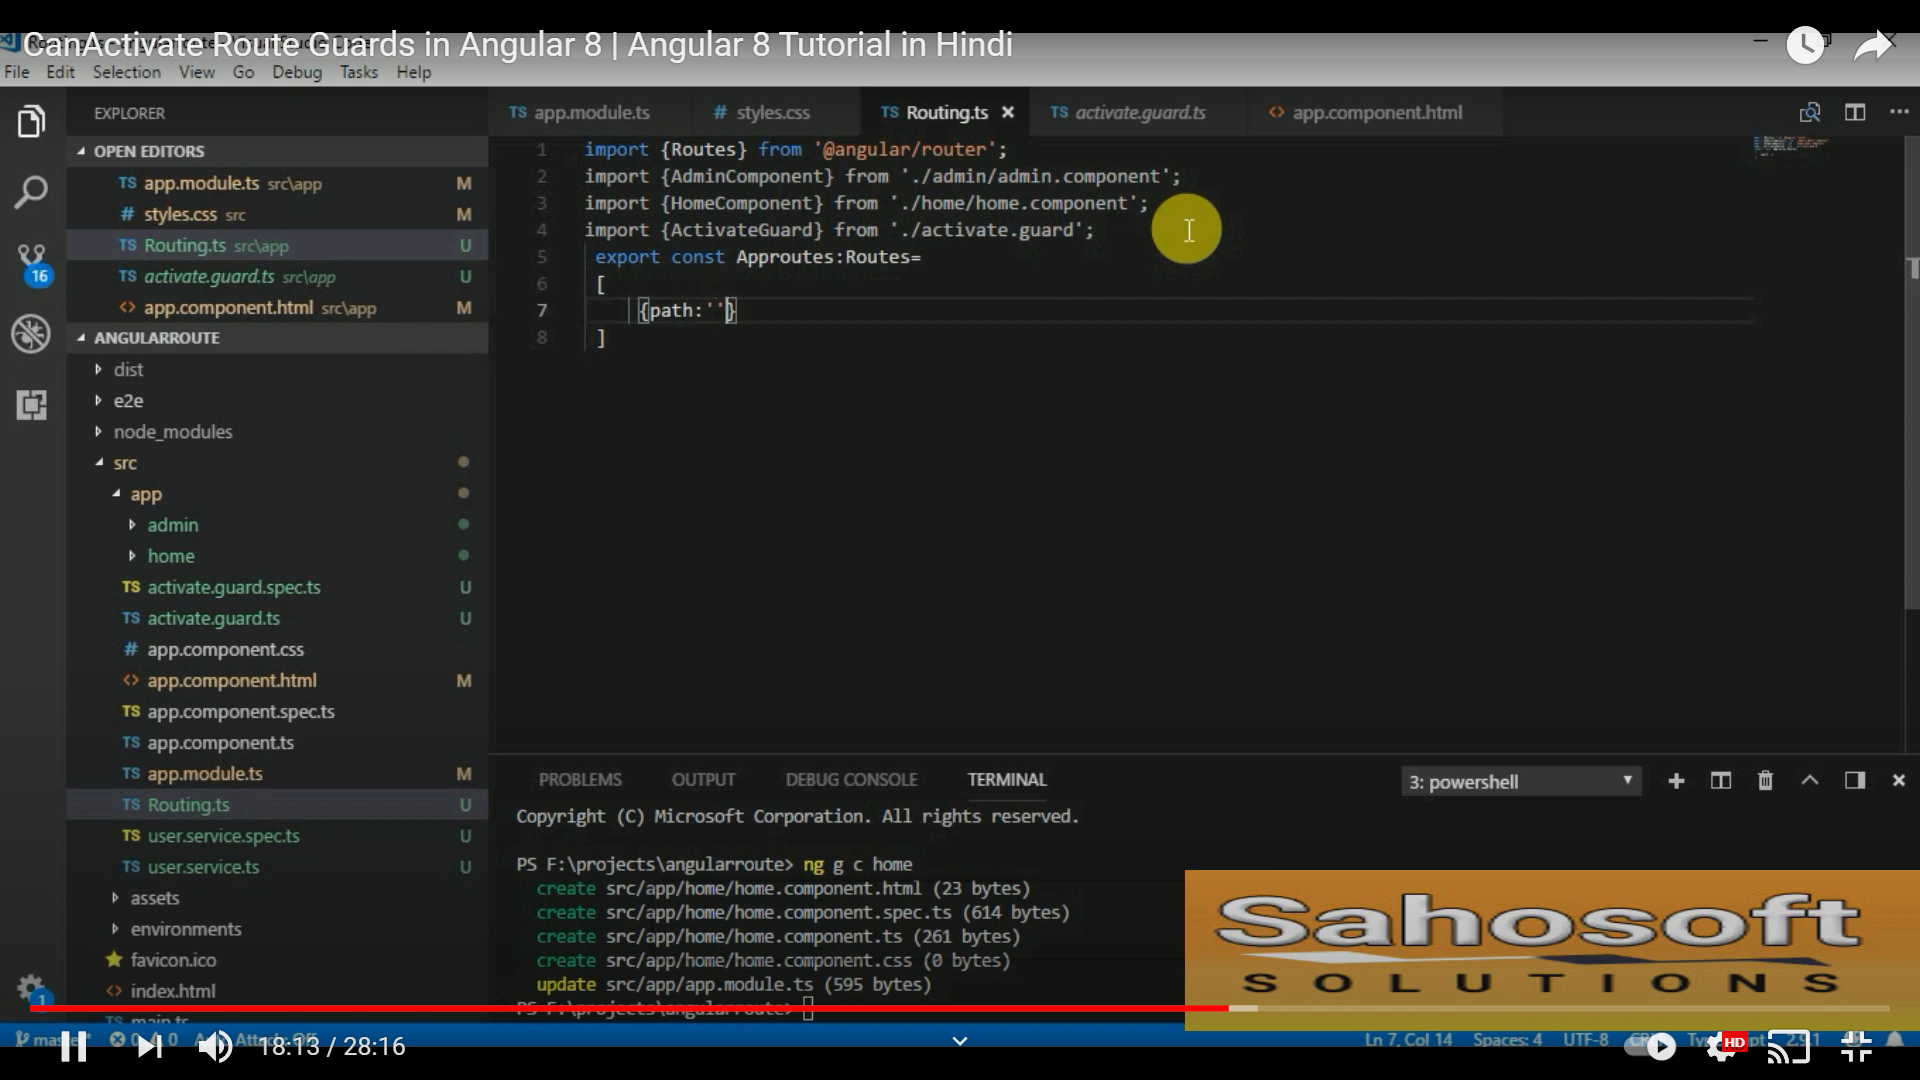 CanActivate Route Guards in Angular 8 | Angular 8 Tutorial in Hindi
File Edit Selection View Go Debug Tasks Help
EXPLORER
OPEN EDITORS
TS app.module.ts src\app M
# styles.css src M
TS Routing.ts src\app U
TS activate.guard.ts src\app U
<> app.component.html src\app M
ANGULARROUTE
dist
e2e
node_modules
src
app
admin
home
TS activate.guard.spec.ts U
TS activate.guard.ts U
# app.component.css
<> app.component.html M
TS app.component.spec.ts
TS app.component.ts
TS app.module.ts M
TS Routing.ts U
TS user.service.spec.ts U
TS user.service.ts U
assets
environments
favicon.ico
<> index.html
TS main.ts
16
1
TS app.module.ts # styles.css TS Routing.ts × TS activate.guard.ts <> app.component.html
1 import {Routes} from '@angular/router';
2 import {AdminComponent} from './admin/admin.component';
3 import {HomeComponent} from './home/home.component';
4 import {ActivateGuard} from './activate.guard';
5 export const Approutes:Routes=
6 [
7 {path:''}
8 ]
PROBLEMS OUTPUT DEBUG CONSOLE TERMINAL 3: powershell
Copyright (C) Microsoft Corporation. All rights reserved.
PS F:\projects\angularroute> ng g c home
create src/app/home/home.component.html (23 bytes)
create src/app/home/home.component.spec.ts (614 bytes)
create src/app/home/home.component.ts (261 bytes)
create src/app/home/home.component.css (0 bytes)
update src/app/app.module.ts (595 bytes)
PS F:\projects\angularroute>
Sahosoft
SOLUTIONS
18:13 / 28:16
Ln 7, Col 14 Spaces: 4 UTF-8
HD